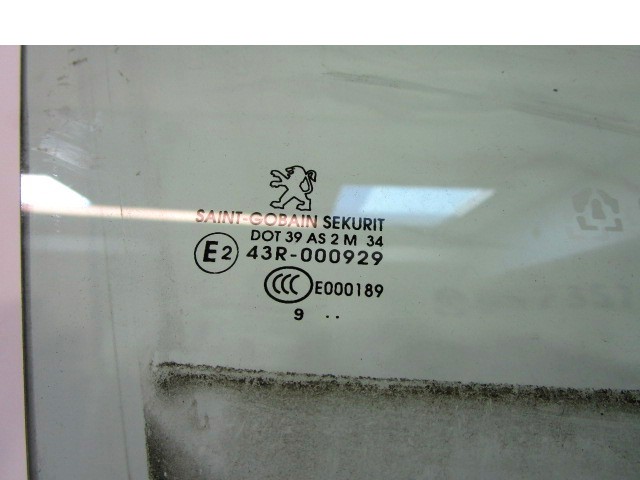 SAINT-GOBAIN SEKURIT
DOT 39 AS 2 M 34
E2 43R-000929
CCC E000189
9 ..